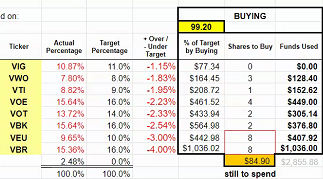 d on: BUYING
99.20
Ticker Actual Percentage Target Percentage + Over / - Under Target % of Target by Buying Shares to Buy Funds Used
VIG 10.87% 11.0% -1.15% $77.34 0 $0.00
VWO 7.80% 8.0% -1.83% $164.45 3 $128.40
VTI 8.82% 9.0% -1.95% $208.72 1 $152.62
VOE 15.64% 16.0% -2.23% $461.52 4 $449.00
VOT 13.72% 14.0% -2.33% $433.94 2 $305.14
VBK 15.64% 16.0% -2.54% $564.98 2 $376.80
VEU 9.65% 10.0% -3.00% $442.98 8 $407.92
VBR 15.36% 16.0% -4.00% $1,036.02 8 $1,036.00
2.48% 0.0% $84.90 $2,855.88
100.0% 100.0% still to spend